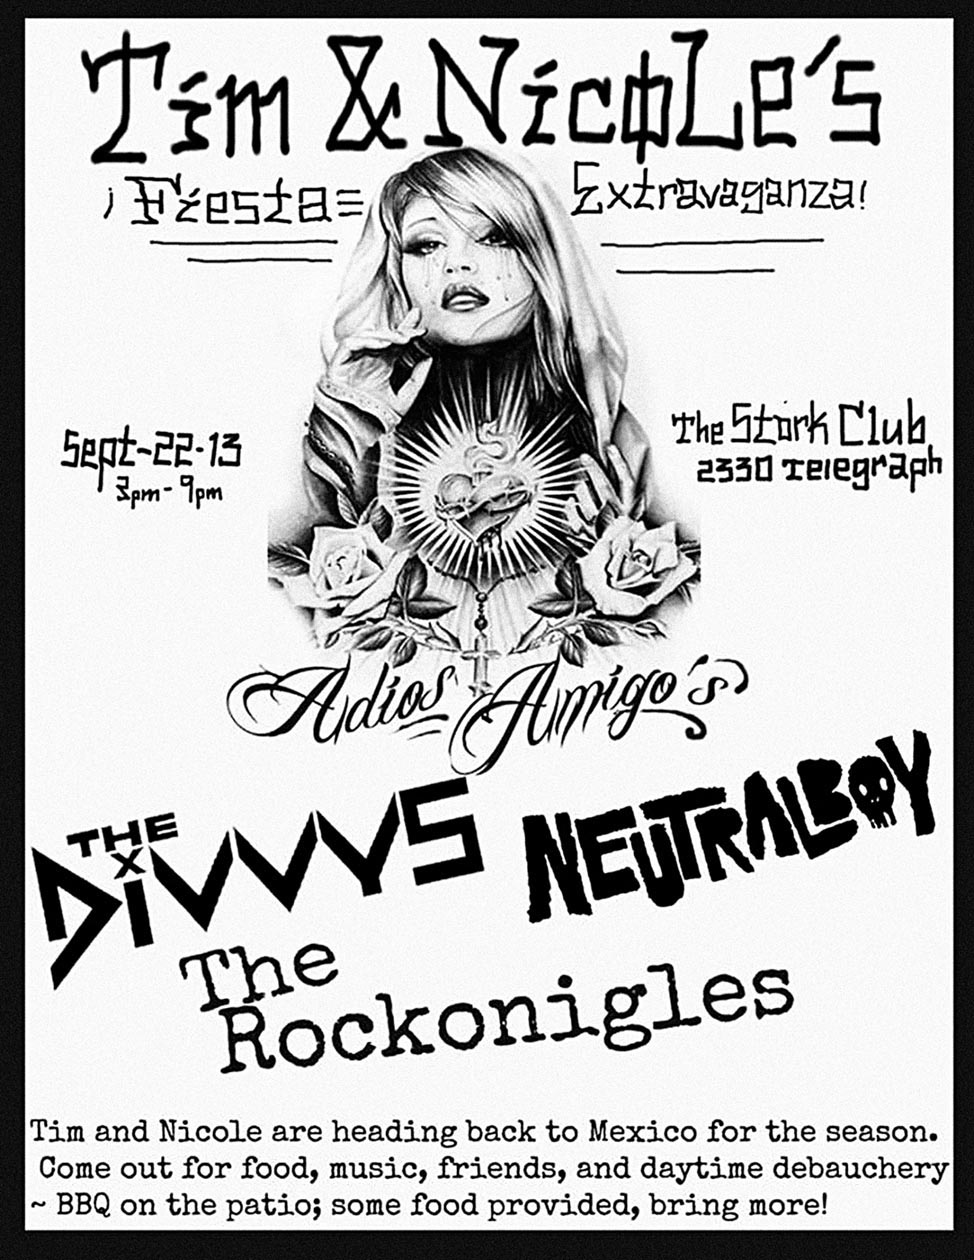 Tim & Nicole's
¡Fiesta Extravaganza!
Sept-22-13
3pm- 9pm
The Stork Club
2330 Telegraph
Adios Amigo's
THE
DiVVVS
NEUTRALBOY
The
Rockonigles
Tim and Nicole are heading back to Mexico for the season.
Come out for food, music, friends, and daytime debauchery
~ BBQ on the patio; some food provided, bring more!